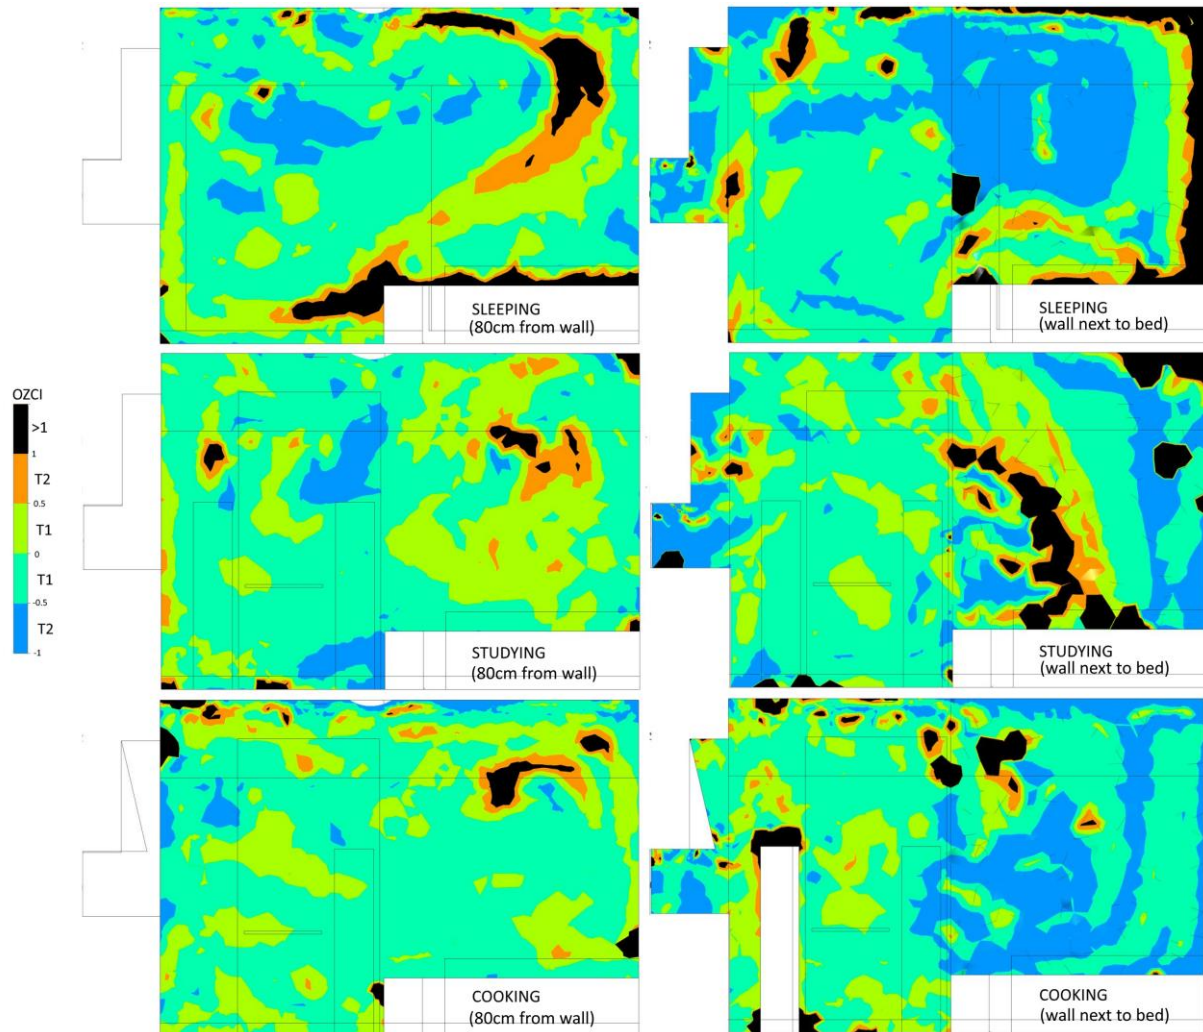 SLEEPING
(80cm from wall)
SLEEPING
(wall next to bed)
OZCI
>1
1
T2
0.5
T1
0
T1
-0.5
T2
-1
STUDYING
(80cm from wall)
STUDYING
(wall next to bed)
COOKING
(80cm from wall)
COOKING
(wall next to bed)